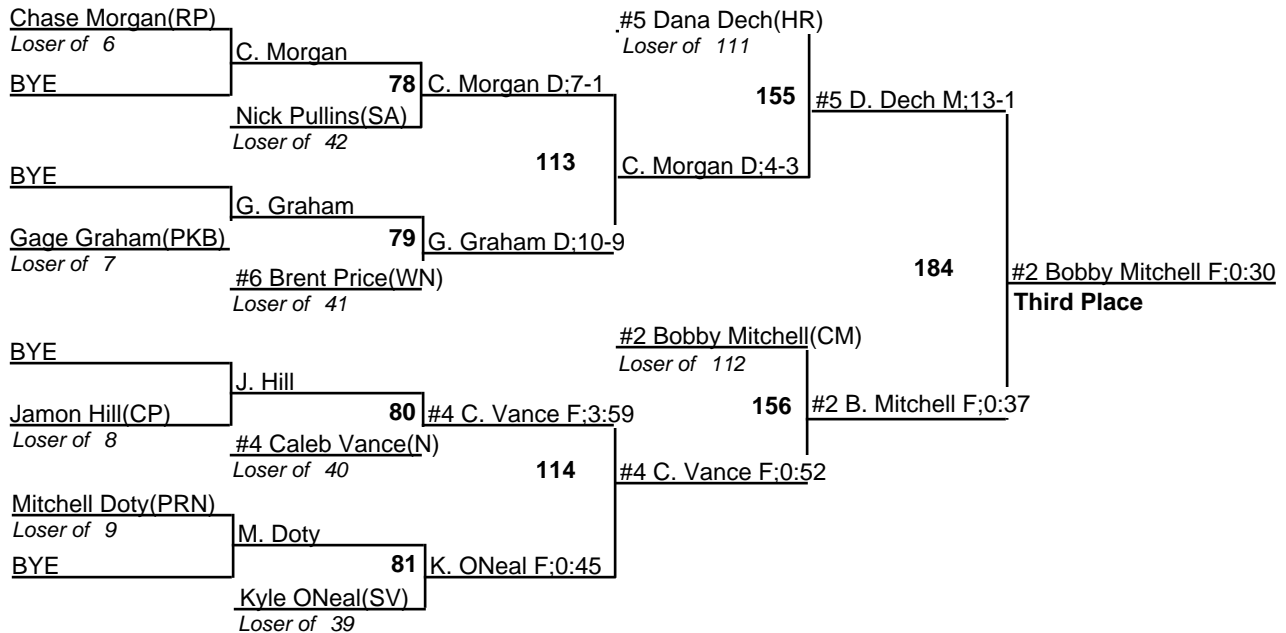 Chase Morgan(RP)
Loser of 6
BYE
C. Morgan
78
Nick Pullins(SA)
Loser of 42
C. Morgan D;7-1
BYE
Gage Graham(PKB)
Loser of 7
G. Graham
79
#6 Brent Price(WN)
Loser of 41
G. Graham D;10-9
113
C. Morgan D;4-3
#5 Dana Dech(HR)
Loser of 111
155
#5 D. Dech M;13-1
BYE
Jamon Hill(CP)
Loser of 8
J. Hill
80
#4 Caleb Vance(N)
Loser of 40
#4 C. Vance F;3:59
Mitchell Doty(PRN)
Loser of 9
BYE
M. Doty
81
Kyle ONeal(SV)
Loser of 39
K. ONeal F;0:45
114
#4 C. Vance F;0:52
#2 Bobby Mitchell(CM)
Loser of 112
156
#2 B. Mitchell F;0:37
184
#2 Bobby Mitchell F;0:30
Third Place